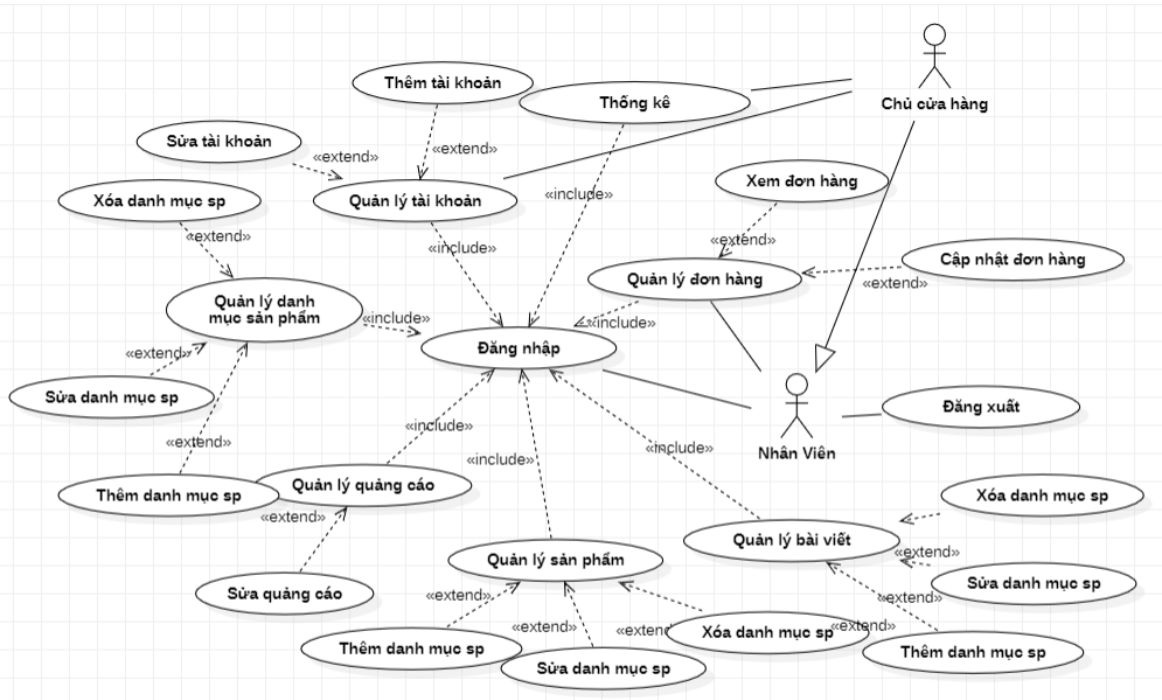 Thêm tài khoản
Thống kê
Chủ cửa hàng
Sửa tài khoản
«extend»
«extend»
Xem đơn hàng
Xóa danh mục sp
Quản lý tài khoản
«include»
«extend»
«include»
«extend»
Cập nhật đơn hàng
Quản lý đơn hàng
«extend»
Quản lý danh
mục sản phẩm
«include»
«include»
Đăng nhập
«extend»
Sửa danh mục sp
Đăng xuất
«include»
«extend»
«include»
«include»
Nhân Viên
Quản lý quảng cáo
Thêm danh mục sp
Xóa danh mục sp
«extend»
Quản lý bài viết
«extend»
Quản lý sản phẩm
Sửa danh mục sp
Sửa quảng cáo
«extend»
«extend»
«extend»
«extend»
«extend»
Xóa danh mục sp
Thêm danh mục sp
Thêm danh mục sp
Sửa danh mục sp